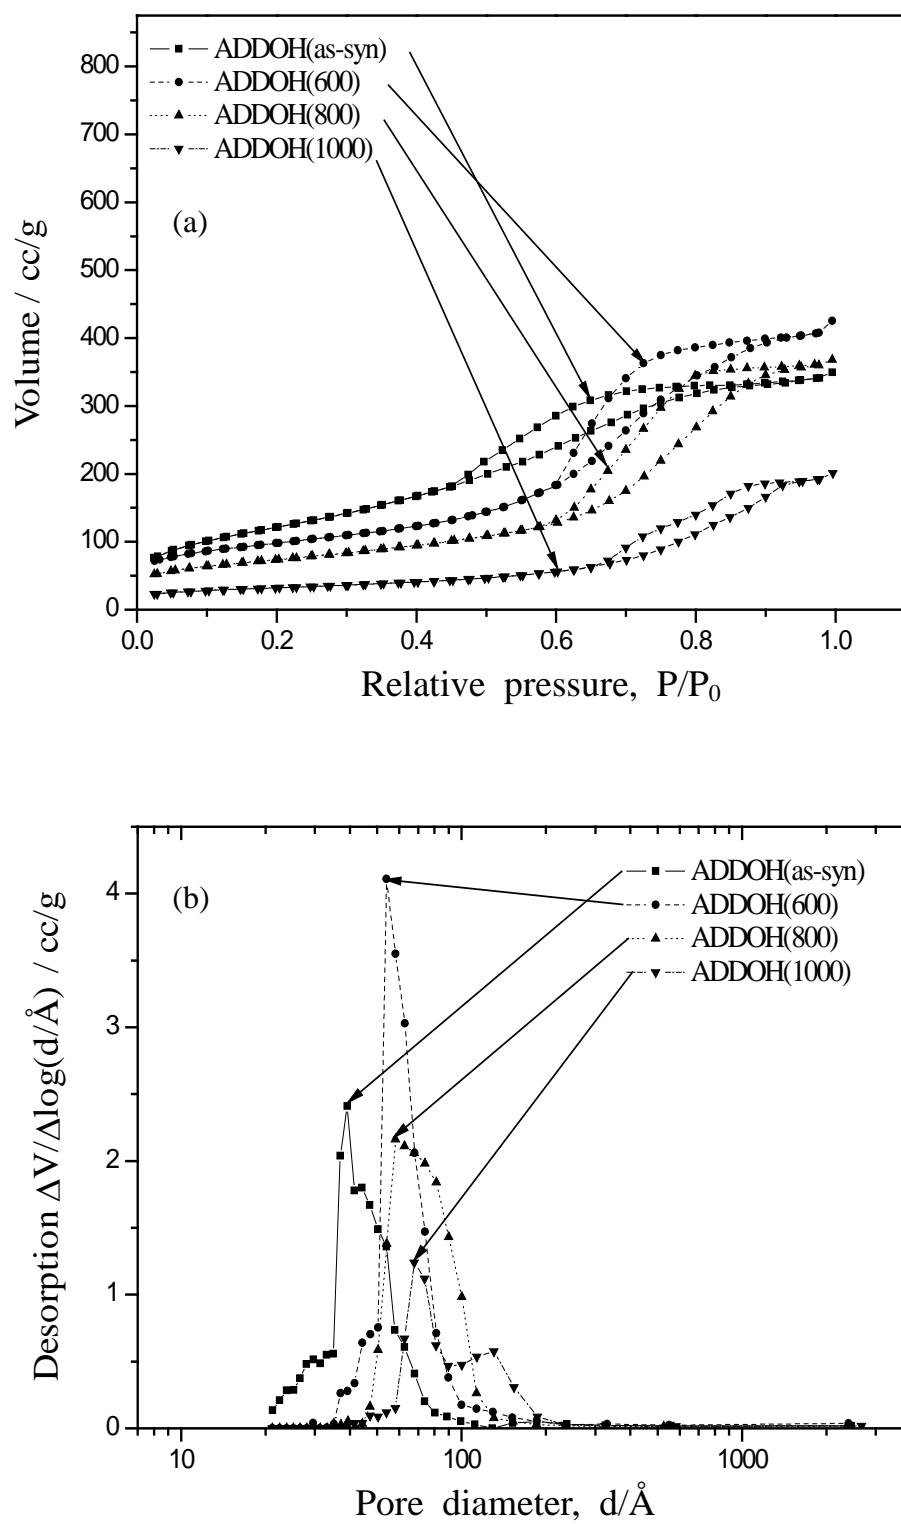 ADDOH(as-syn)
ADDOH(600)
ADDOH(800)
ADDOH(1000)
(a)
800
700
600
500
400
300
200
100
0
0.0 0.2 0.4 0.6 0.8 1.0
Volume / cc/g
Relative pressure, P/P₀
ADDOH(as-syn)
ADDOH(600)
ADDOH(800)
ADDOH(1000)
(b)
4
3
2
1
0
10 100 1000
Desorption ΔV/Δlog(d/Å) / cc/g
Pore diameter, d/Å